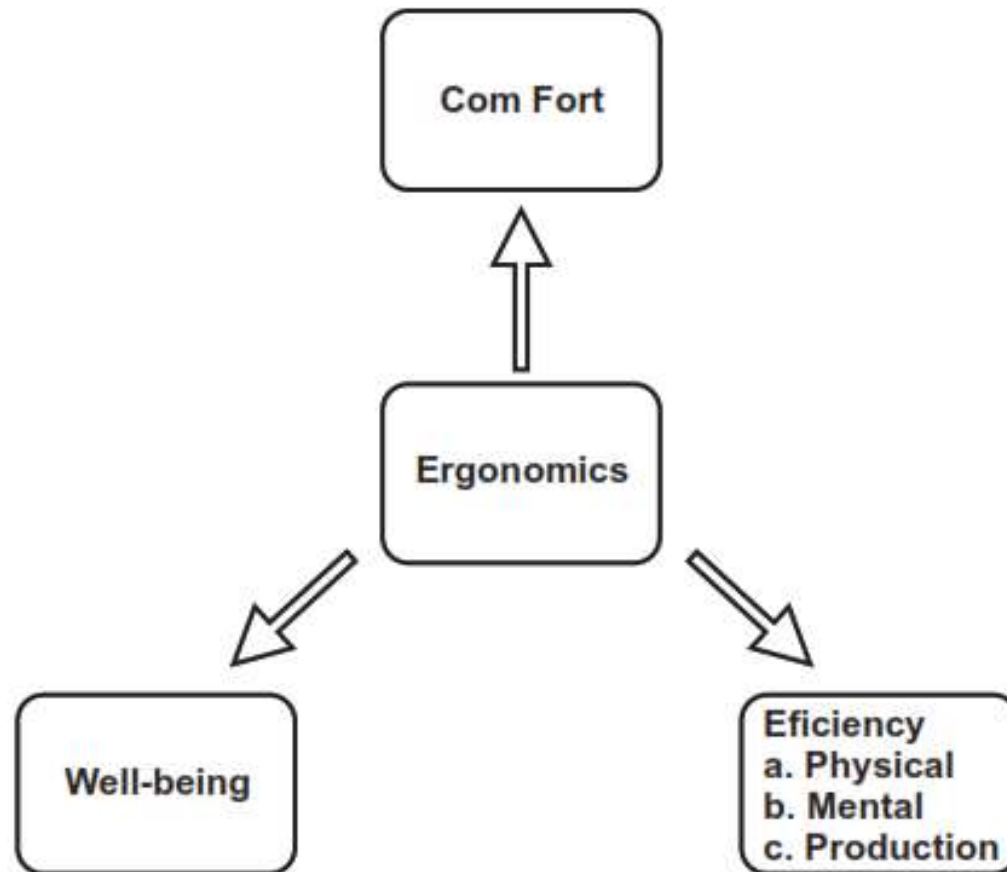 Com Fort
Ergonomics
Well-being
Eficiency
a. Physical
b. Mental
c. Production